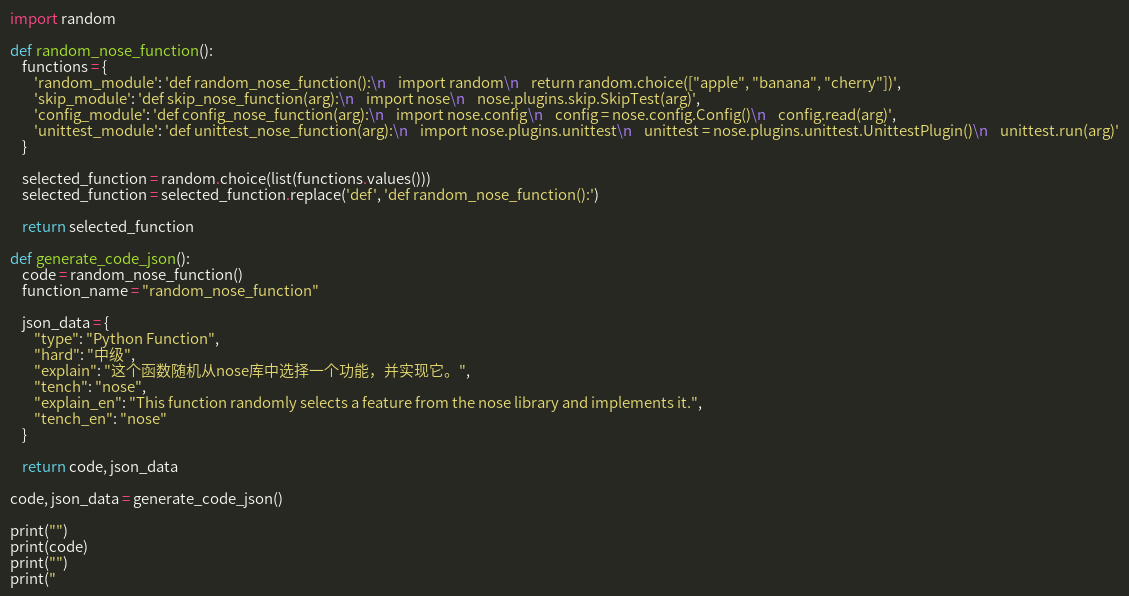 import random

def random_nose_function():
    functions = {
        'random_module': 'def random_nose_function():\n    import random\n    return random.choice(["apple", "banana", "cherry"])',
        'skip_module': 'def skip_nose_function(arg):\n    import nose\n    nose.plugins.skip.SkipTest(arg)',
        'config_module': 'def config_nose_function(arg):\n    import nose.config\n    config = nose.config.Config()\n    config.read(arg)',
        'unittest_module': 'def unittest_nose_function(arg):\n    import nose.plugins.unittest\n    unittest = nose.plugins.unittest.UnittestPlugin()\n    unittest.run(arg)'
    }

    selected_function = random.choice(list(functions.values()))
    selected_function = selected_function.replace('def', 'def random_nose_function():')

    return selected_function

def generate_code_json():
    code = random_nose_function()
    function_name = "random_nose_function"

    json_data = {
        "type": "Python Function",
        "hard": "中级",
        "explain": "这个函数随机从nose库中选择一个功能，并实现它。",
        "tench": "nose",
        "explain_en": "This function randomly selects a feature from the nose library and implements it.",
        "tench_en": "nose"
    }

    return code, json_data

code, json_data = generate_code_json()

print("")
print(code)
print("")
print("